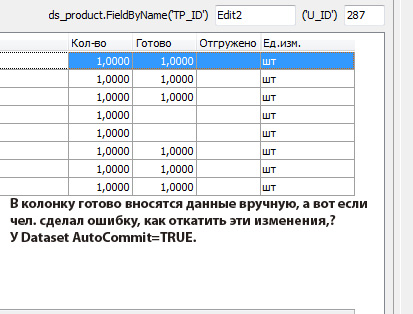 ds_product.FieldByName('TP_ID') Edit2 ('U_ID') 287
Кол-во Готово Отгружено Ед.изм.
1,0000 1,0000 шт
1,0000 1,0000 шт
1,0000 1,0000 шт
1,0000 шт
1,0000 шт
1,0000 1,0000 шт
1,0000 1,0000 шт
1,0000 1,0000 шт
В колонку готово вносятся данные вручную, а вот если
чел. сделал ошибку, как откатить эти изменения,?
У Dataset AutoCommit=TRUE.